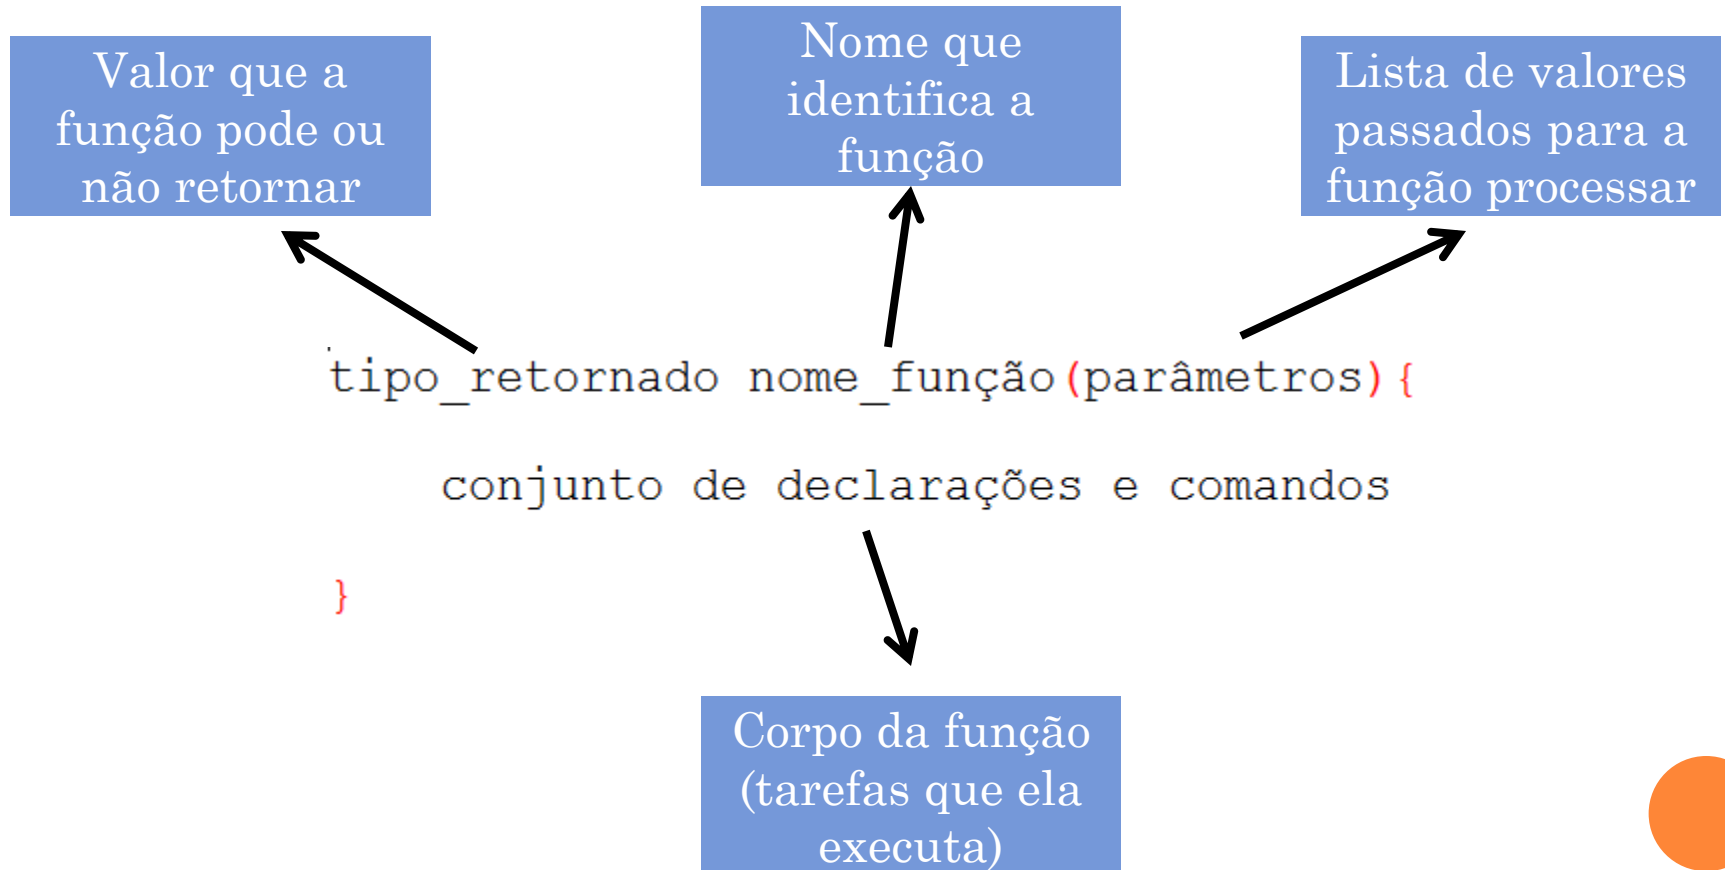 Valor que a
função pode ou
não retornar
Nome que
identifica a
função
Lista de valores
passados para a
função processar
tipo_retornado nome_função(parâmetros){
conjunto de declarações e comandos
}
Corpo da função
(tarefas que ela
executa)